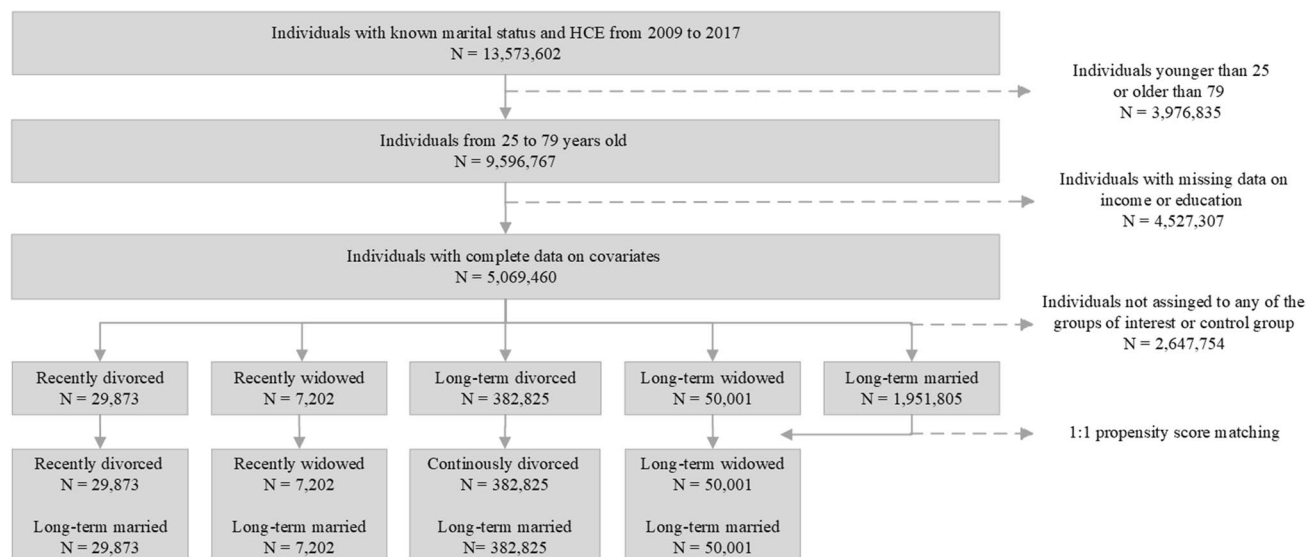 Individuals with known marital status and HCE from 2009 to 2017
N = 13,573,602
Individuals younger than 25
or older than 79
N = 3,976,835
Individuals from 25 to 79 years old
N = 9,596,767
Individuals with missing data on
income or education
N = 4,527,307
Individuals with complete data on covariates
N = 5,069,460
Individuals not assinged to any of the
groups of interest or control group
N = 2,647,754
Recently divorced
N = 29,873
Recently widowed
N = 7,202
Long-term divorced
N = 382,825
Long-term widowed
N = 50,001
Long-term married
N = 1,951,805
1:1 propensity score matching
Recently divorced
N = 29,873
Long-term married
N = 29,873
Recently widowed
N = 7,202
Long-term married
N = 7,202
Continously divorced
N = 382,825
Long-term married
N= 382,825
Long-term widowed
N = 50,001
Long-term married
N = 50,001